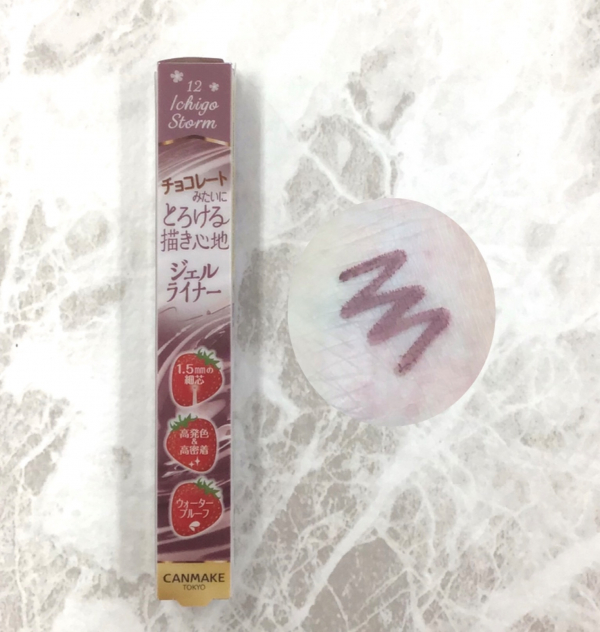 12
Ichigo
Storm
チョコレート
みたいに
とろける
描き心地
ジェル
ライナー
1.5mmの
細芯
高発色
&
高密着
ウォーター
プルーフ
CANMAKE
TOKYO